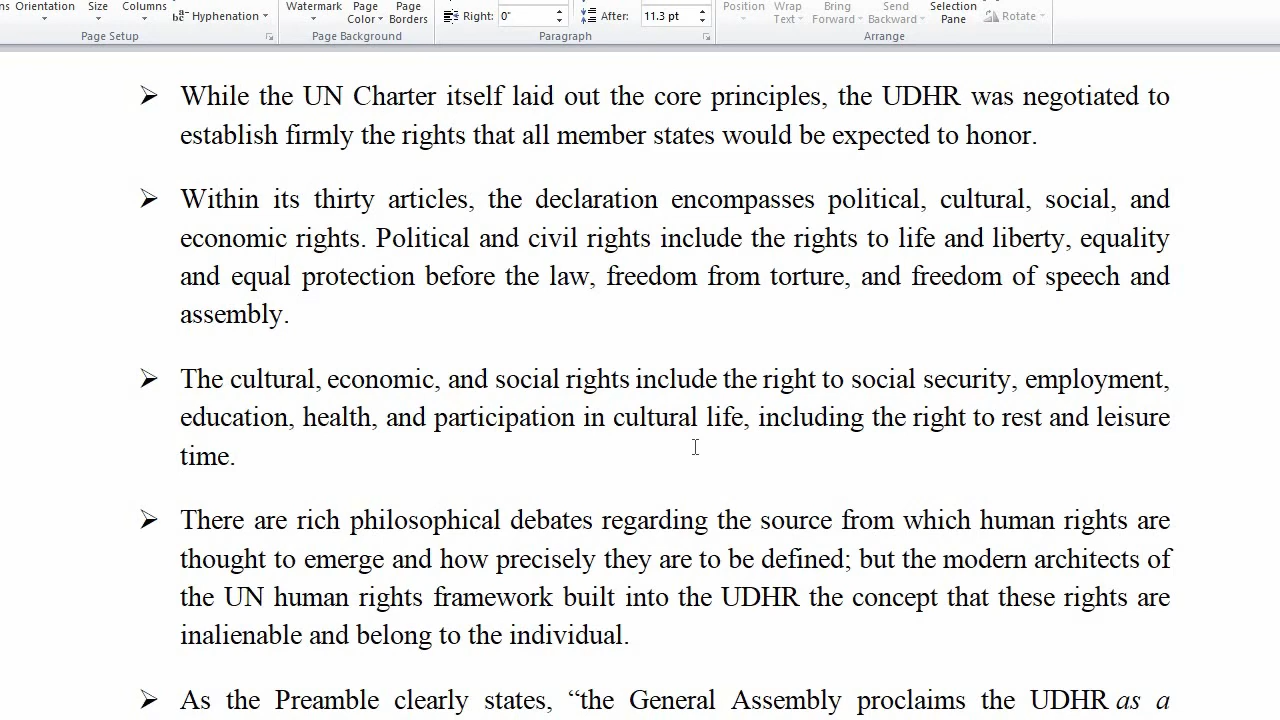 Orientation Size Columns Hyphenation Watermark Page Color Page Borders Right: 0" After: 11.3 pt Position Wrap Text Bring Forward Send Backward Selection Pane Rotate
Page Setup Page Background Paragraph Arrange
➢ While the UN Charter itself laid out the core principles, the UDHR was negotiated to
establish firmly the rights that all member states would be expected to honor.
➢ Within its thirty articles, the declaration encompasses political, cultural, social, and
economic rights. Political and civil rights include the rights to life and liberty, equality
and equal protection before the law, freedom from torture, and freedom of speech and
assembly.
➢ The cultural, economic, and social rights include the right to social security, employment,
education, health, and participation in cultural life, including the right to rest and leisure
time.
➢ There are rich philosophical debates regarding the source from which human rights are
thought to emerge and how precisely they are to be defined; but the modern architects of
the UN human rights framework built into the UDHR the concept that these rights are
inalienable and belong to the individual.
➢ As the Preamble clearly states, “the General Assembly proclaims the UDHR as a